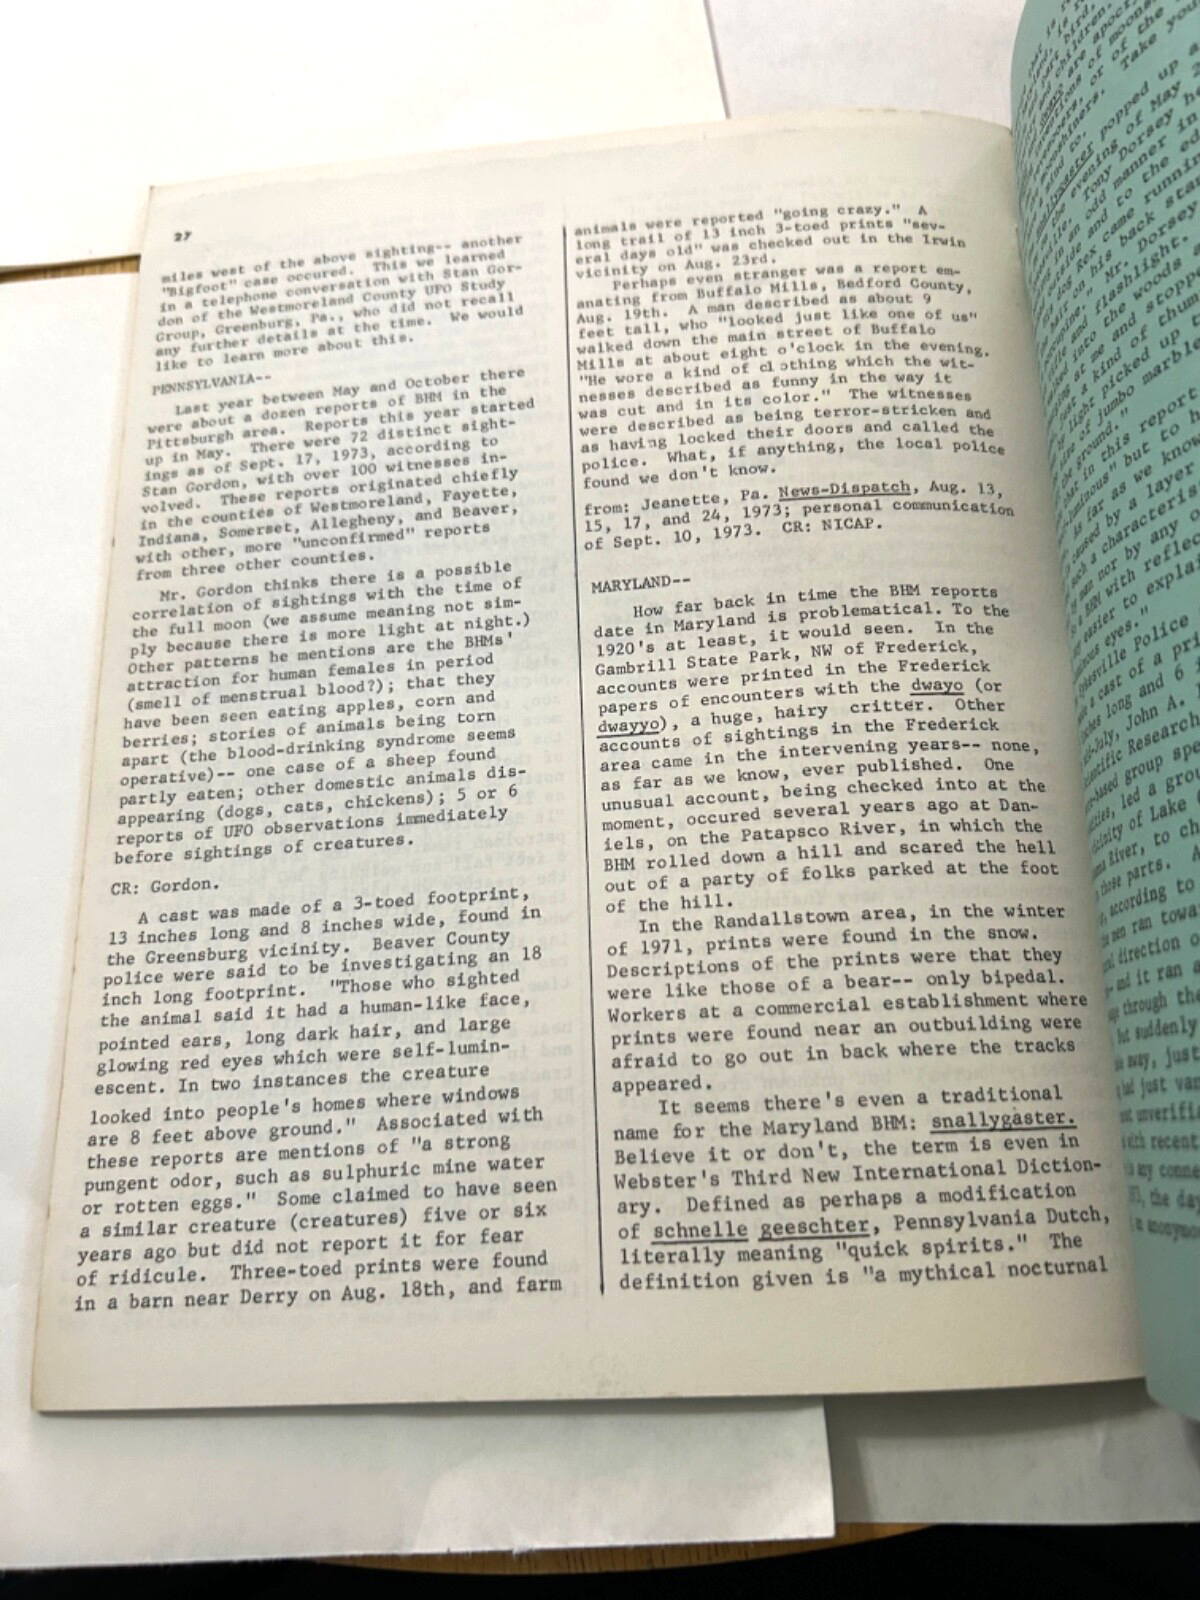 27
miles west of the above sighting-- another
"Bigfoot" case occured. This we learned
in a telephone conversation with Stan Gor-
don of the Westmoreland County UFO Study
Group, Greenburg, Pa., who did not recall
any further details at the time. We would
like to learn more about this.
PENNSYLVANIA--
Last year between May and October there
were about a dozen reports of BHM in the
Pittsburgh area. Reports this year started
up in May. There were 72 distinct sight-
ings as of Sept. 17, 1973, according to
Stan Gordon, with over 100 witnesses in-
volved. These reports originated chiefly
in the counties of Westmoreland, Fayette,
Indiana, Somerset, Allegheny, and Beaver,
with other, more "unconfirmed" reports
from three other counties.
Mr. Gordon thinks there is a possible
correlation of sightings with the time of
the full moon (we assume meaning not sim-
ply because there is more light at night.)
Other patterns he mentions are the BHMs'
attraction for human females in period
(smell of menstrual blood?); that they
have been seen eating apples, corn and
berries; stories of animals being torn
apart (the blood-drinking syndrome seems
operative)-- one case of a sheep found
partly eaten; other domestic animals dis-
appearing (dogs, cats, chickens); 5 or 6
reports of UFO observations immediately
before sightings of creatures.
CR: Gordon.
A cast was made of a 3-toed footprint,
13 inches long and 8 inches wide, found in
the Greensburg vicinity. Beaver County
police were said to be investigating an 18
inch long footprint. "Those who sighted
the animal said it had a human-like face,
pointed ears, long dark hair, and large
glowing red eyes which were self-lumin-
escent. In two instances the creature
looked into people's homes where windows
are 8 feet above ground." Associated with
these reports are mentions of "a strong
pungent odor, such as sulphuric mine water
or rotten eggs." Some claimed to have seen
a similar creature (creatures) five or six
years ago but did not report it for fear
of ridicule. Three-toed prints were found
in a barn near Derry on Aug. 18th, and farm
animals were reported "going crazy." A
long trail of 13 inch 3-toed prints "sev-
eral days old" was checked out in the Irwin
vicinity on Aug. 23rd.
Perhaps even stranger was a report em-
anating from Buffalo Mills, Bedford County,
Aug. 19th. A man described as about 9
feet tall, who "looked just like one of us"
walked down the main street of Buffalo
Mills at about eight o'clock in the evening.
"He wore a kind of clothing which the wit-
nesses described as funny in the way it
was cut and in its color." The witnesses
were described as being terror-stricken and
as having locked their doors and called the
police. What, if anything, the local police
found we don't know.
from: Jeanette, Pa. News-Dispatch, Aug. 13,
15, 17, and 24, 1973; personal communication
of Sept. 10, 1973. CR: NICAP.
MARYLAND--
How far back in time the BHM reports
date in Maryland is problematical. To the
1920's at least, it would seen. In the
Gambrill State Park, NW of Frederick,
accounts were printed in the Frederick
papers of encounters with the dwayo (or
dwayyo), a huge, hairy critter. Other
accounts of sightings in the Frederick
area came in the intervening years-- none,
as far as we know, ever published. One
unusual account, being checked into at the
moment, occured several years ago at Dan-
iels, on the Patapsco River, in which the
BHM rolled down a hill and scared the hell
out of a party of folks parked at the foot
of the hill.
In the Randallstown area, in the winter
of 1971, prints were found in the snow.
Descriptions of the prints were that they
were like those of a bear-- only bipedal.
Workers at a commercial establishment where
prints were found near an outbuilding were
afraid to go out in back where the tracks
appeared.
It seems there's even a traditional
name for the Maryland BHM: snallygaster.
Believe it or don't, the term is even in
Webster's Third New International Diction-
ary. Defined as perhaps a modification
of schnelle geeschter, Pennsylvania Dutch,
literally meaning "quick spirits." The
definition given is "a mythical nocturnal